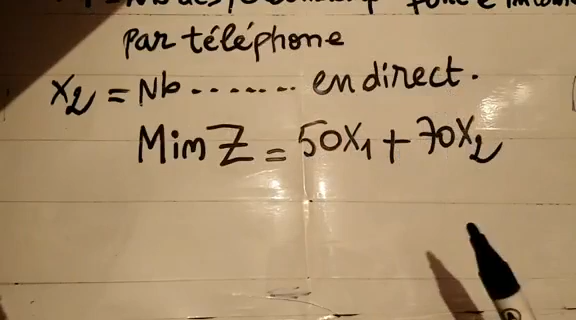 par téléphone
X2 = Nb ....... en direct.
Min Z = 50X1 + 70X2